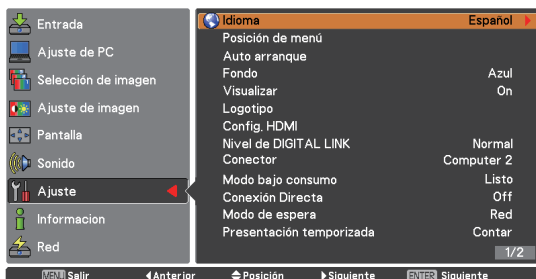 Entrada
Ajuste de PC
Selección de imagen
Ajuste de imagen
Pantalla
Sonido
Ajuste
Informacion
Red
Idioma Español
Posición de menú
Auto arranque
Fondo Azul
Visualizar On
Logotipo
Config. HDMI
Nivel de DIGITAL LINK Normal
Conector Computer 2
Modo bajo consumo Listo
Conexión Directa Off
Modo de espera Red
Presentación temporizada Contar
1/2
MENU Salir Anterior Posición Siguiente ENTER Siguiente